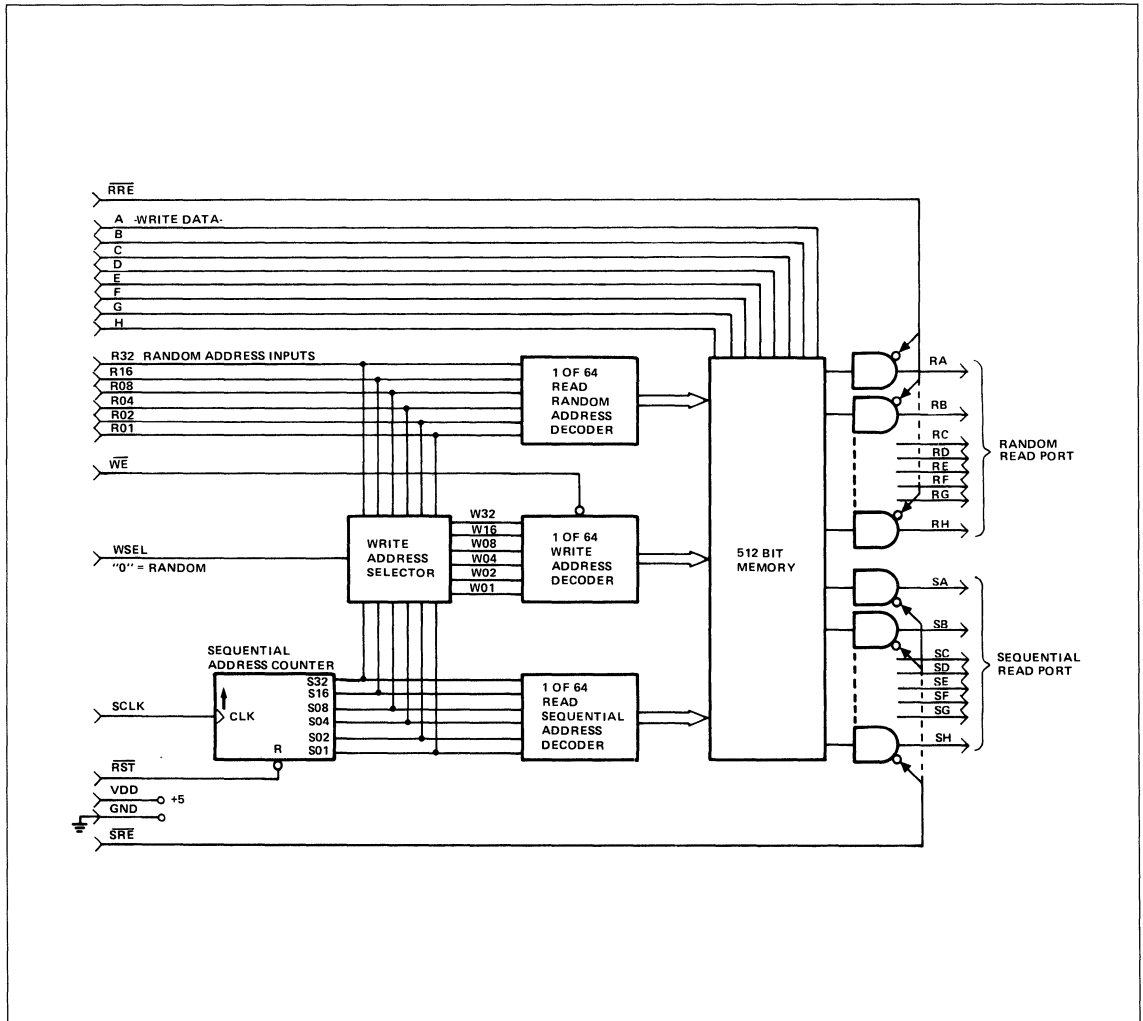 R̅R̅E̅
A -WRITE DATA-
B
C
D
E
F
G
H
R32 RANDOM ADDRESS INPUTS
R16
R08
R04
R02
R01
W̅E̅
WSEL
"0" = RANDOM
SEQUENTIAL
ADDRESS COUNTER
SCLK
CLK
R
S32
S16
S08
S04
S02
S01
R̅S̅T̅
VDD
+5
GND
S̅R̅E̅
WRITE
ADDRESS
SELECTOR
W32
W16
W08
W04
W02
W01
1 OF 64
READ
RANDOM
ADDRESS
DECODER
1 OF 64
WRITE
ADDRESS
DECODER
1 OF 64
READ
SEQUENTIAL
ADDRESS
DECODER
512 BIT
MEMORY
RA
RB
RC
RD
RE
RF
RG
RH
RANDOM
READ PORT
SA
SB
SC
SD
SE
SF
SG
SH
SEQUENTIAL
READ PORT